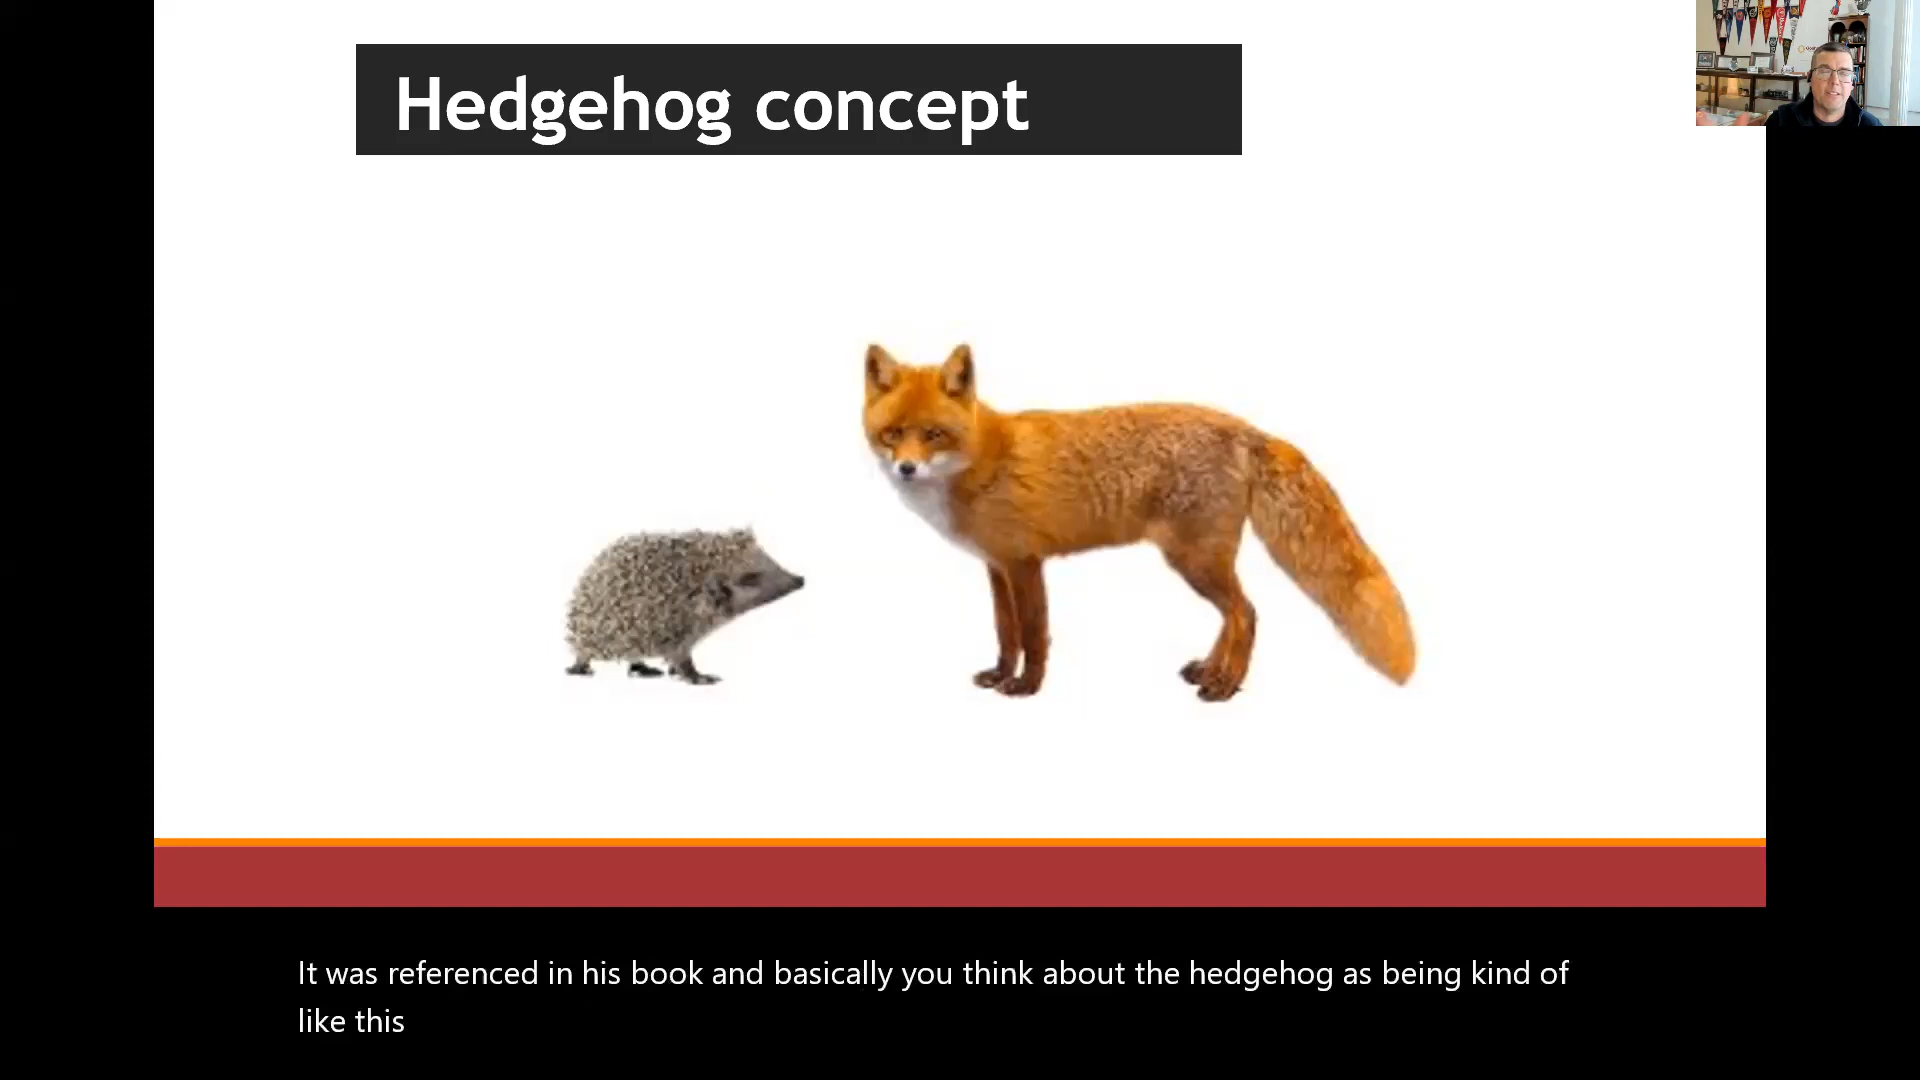 Hedgehog concept
It was referenced in his book and basically you think about the hedgehog as being kind of
like this